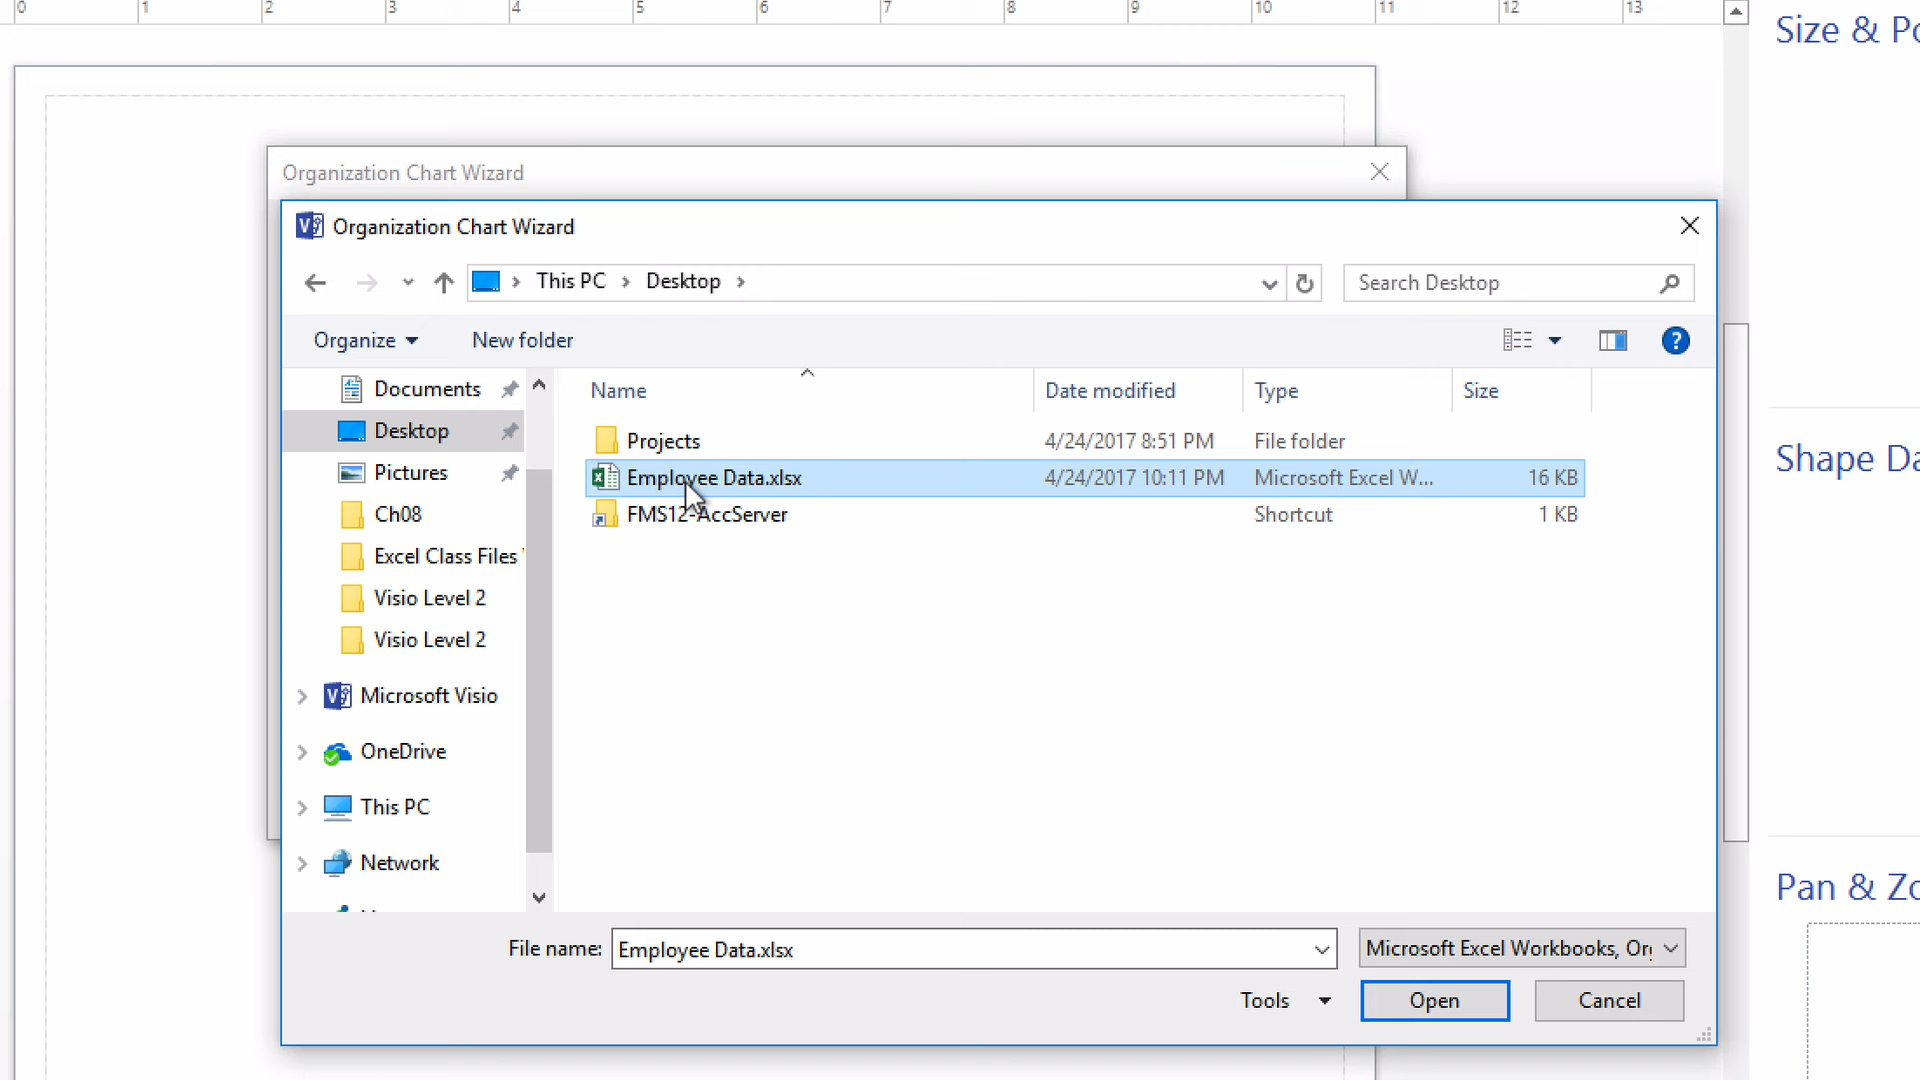 0 1 2 3 4 5 6 7 8 9 10 11 12 13
Size & Po
Organization Chart Wizard
Organization Chart Wizard
This PC Desktop
Search Desktop
Organize New folder
?
Name Date modified Type Size
Documents
Desktop
Pictures
Ch08
Excel Class Files
Visio Level 2
Visio Level 2
Microsoft Visio
OneDrive
This PC
Network
Projects 4/24/2017 8:51 PM File folder
Employee Data.xlsx 4/24/2017 10:11 PM Microsoft Excel W... 16 KB
FMS12-AccServer Shortcut 1 KB
Shape Da
Pan & Zo
File name: Employee Data.xlsx Microsoft Excel Workbooks, Or
Tools Open Cancel